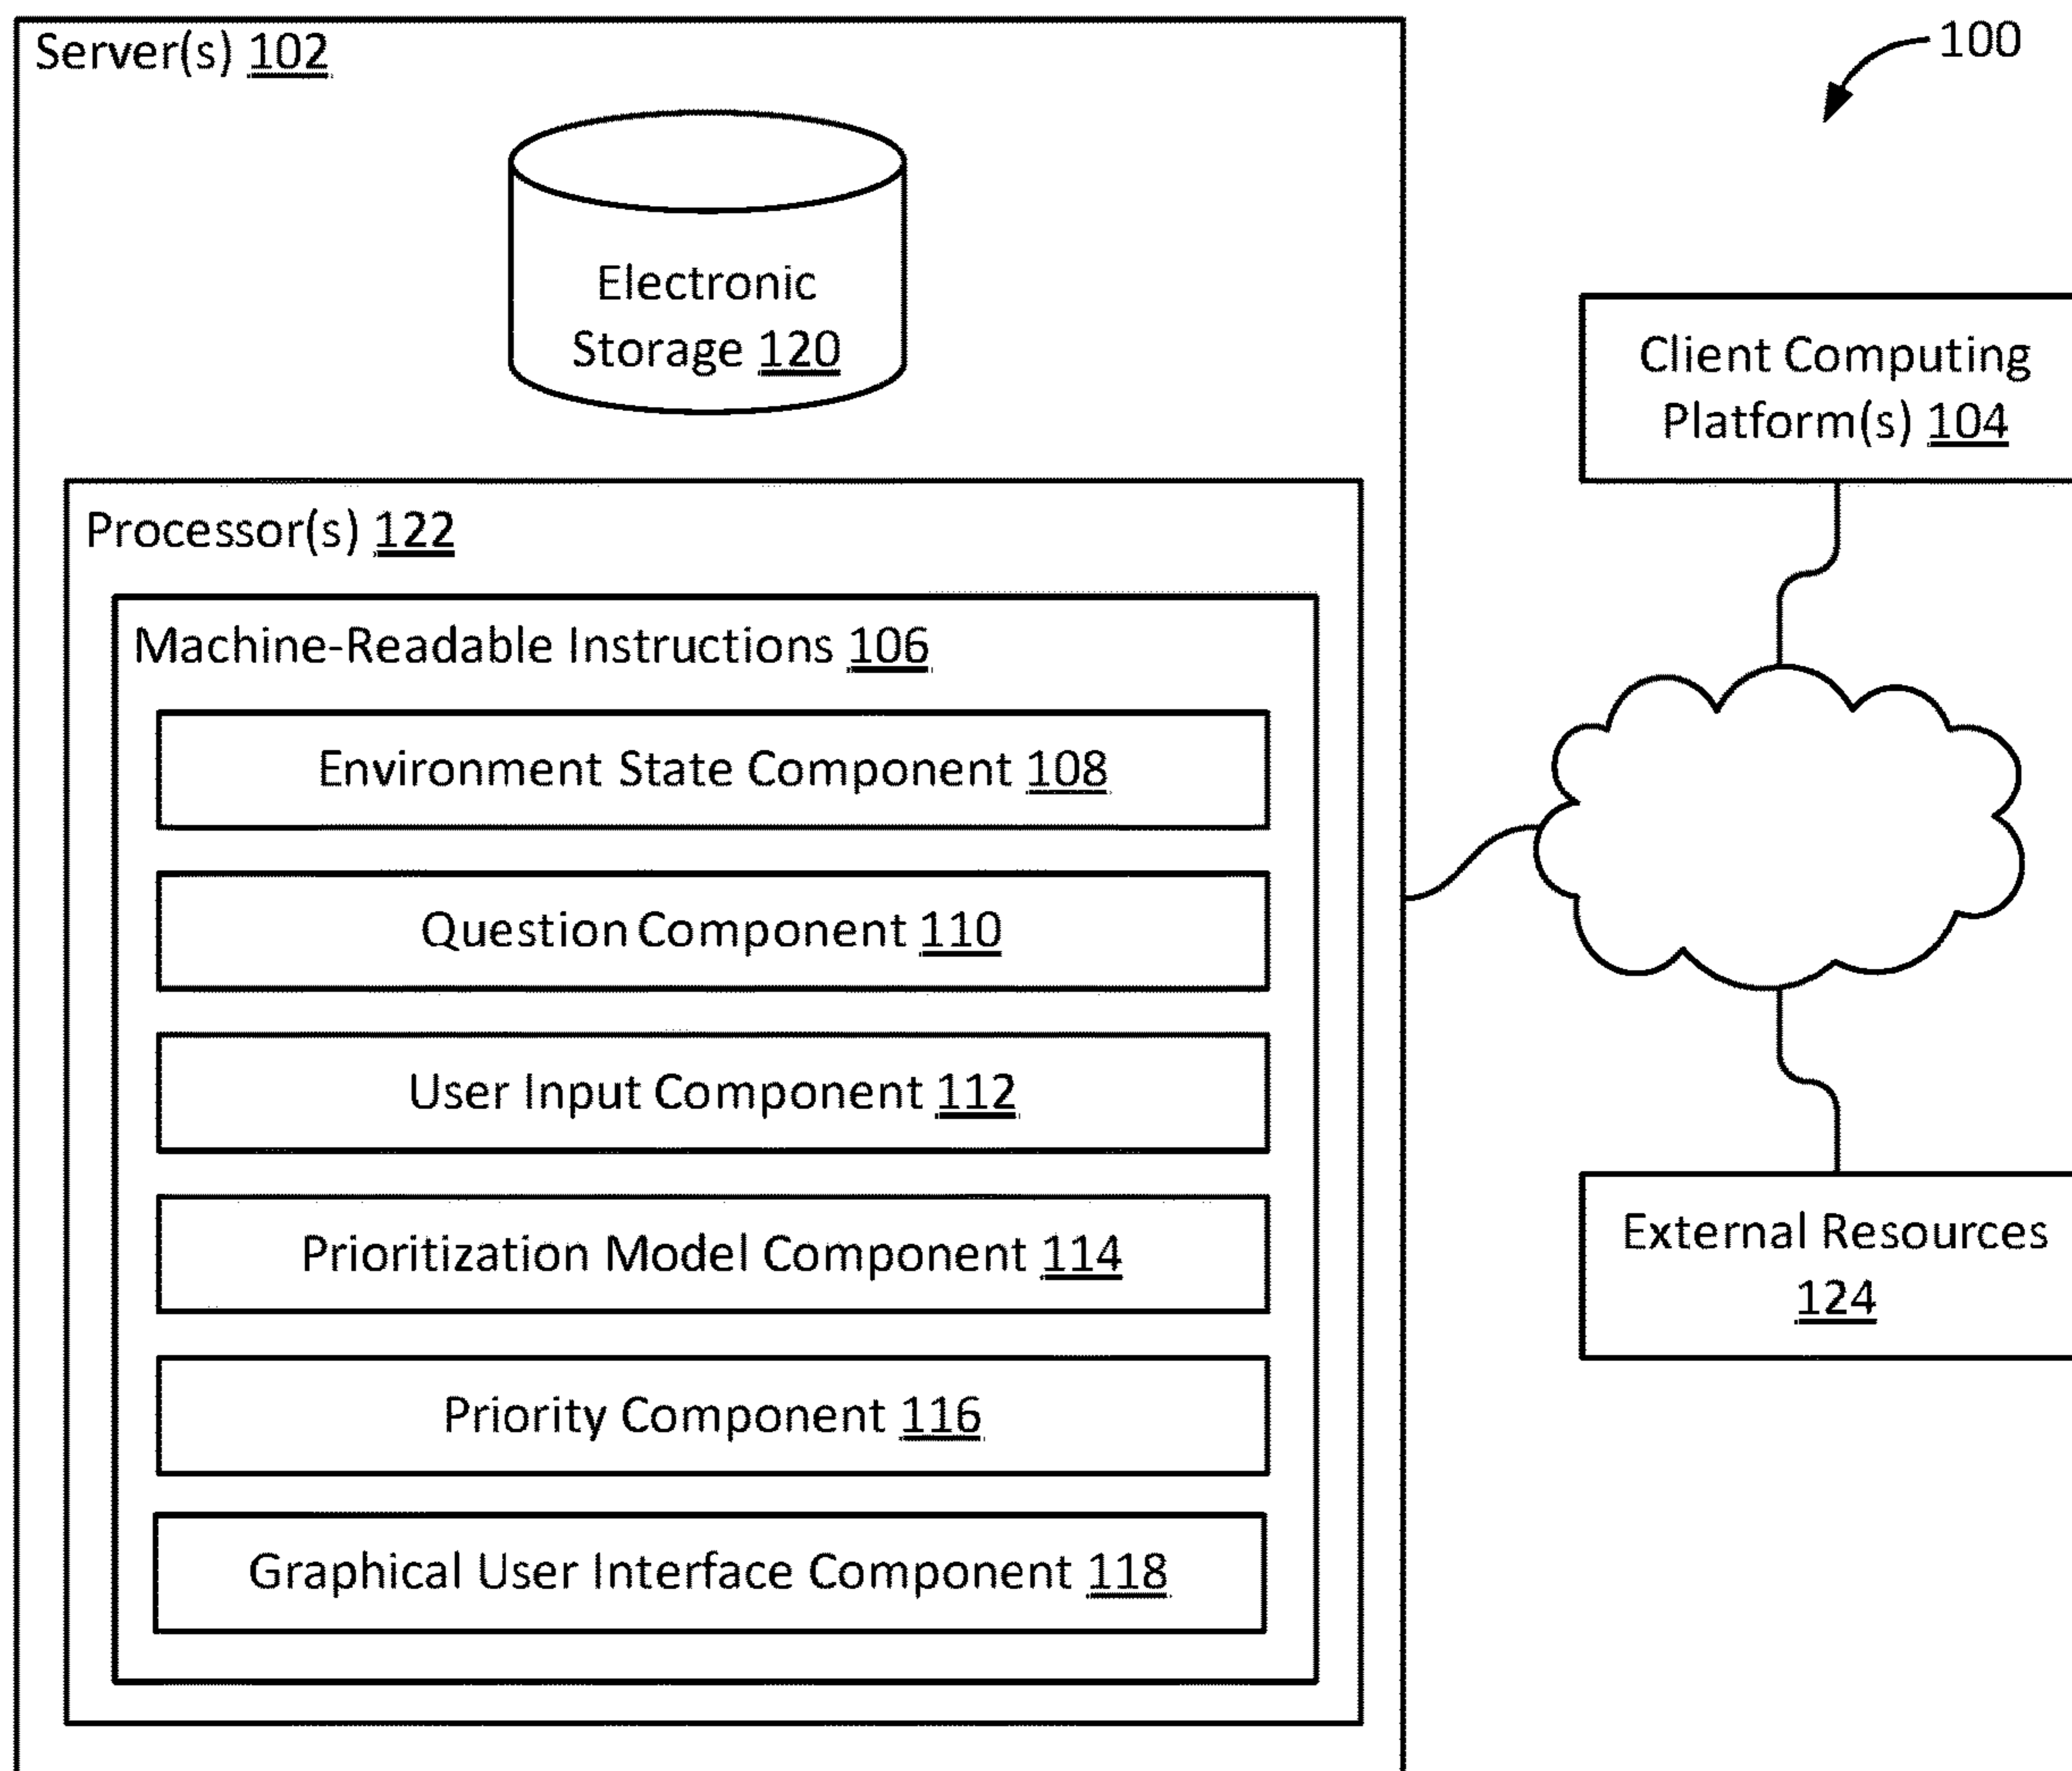 Server(s) 102
100
Electronic
Storage 120
Client Computing
Platform(s) 104
Processor(s) 122
Machine-Readable Instructions 106
Environment State Component 108
Question Component 110
User Input Component 112
Prioritization Model Component 114
External Resources
124
Priority Component 116
Graphical User Interface Component 118